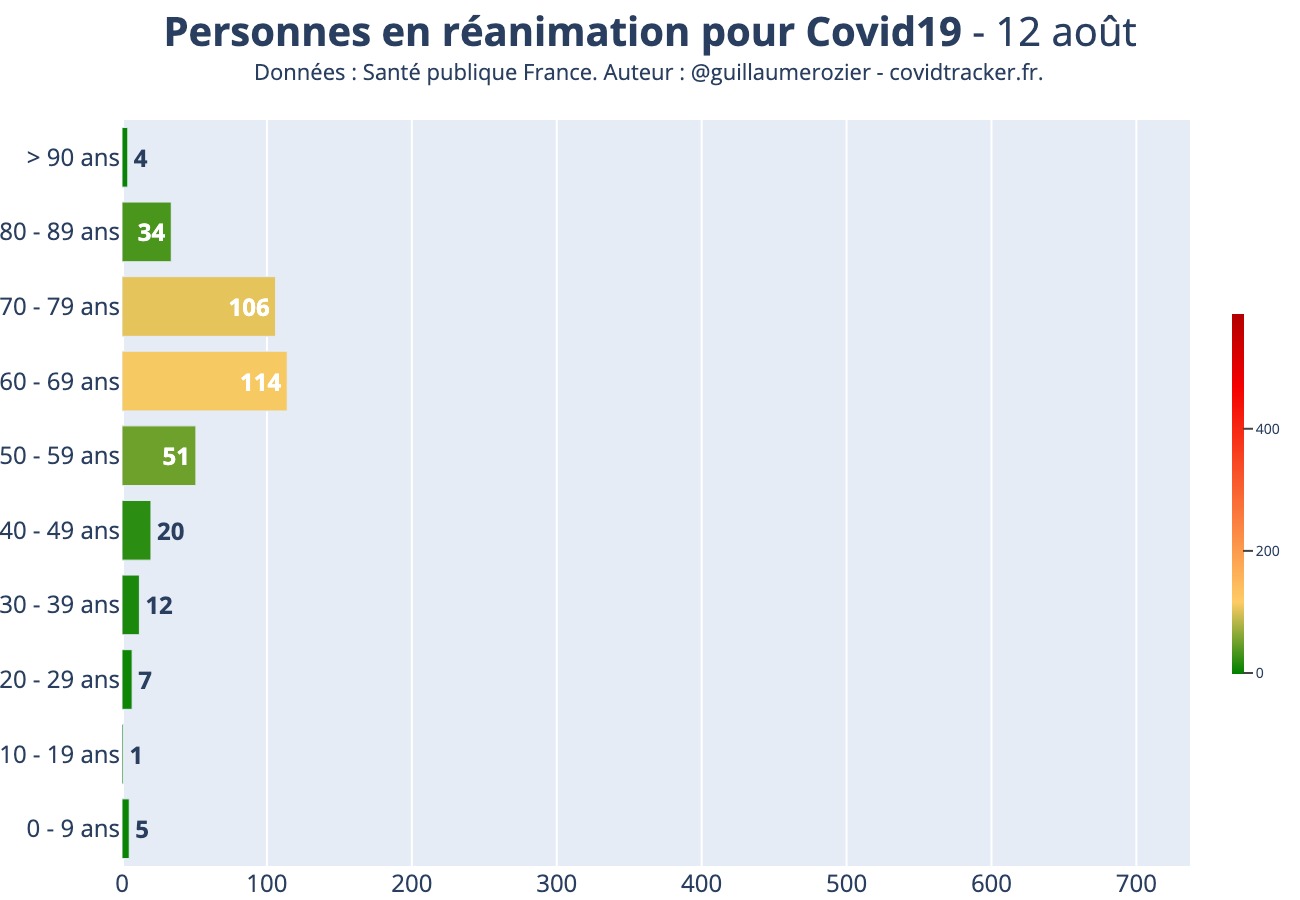 Personnes en réanimation pour Covid19 - 12 août
Données : Santé publique France. Auteur : @guillaumerozier - covidtracker.fr.
> 90 ans 4
80 - 89 ans 34
70 - 79 ans 106
60 - 69 ans 114
50 - 59 ans 51
40 - 49 ans 20
30 - 39 ans 12
20 - 29 ans 7
10 - 19 ans 1
0 - 9 ans 5
0 100 200 300 400 500 600 700
400
200
0